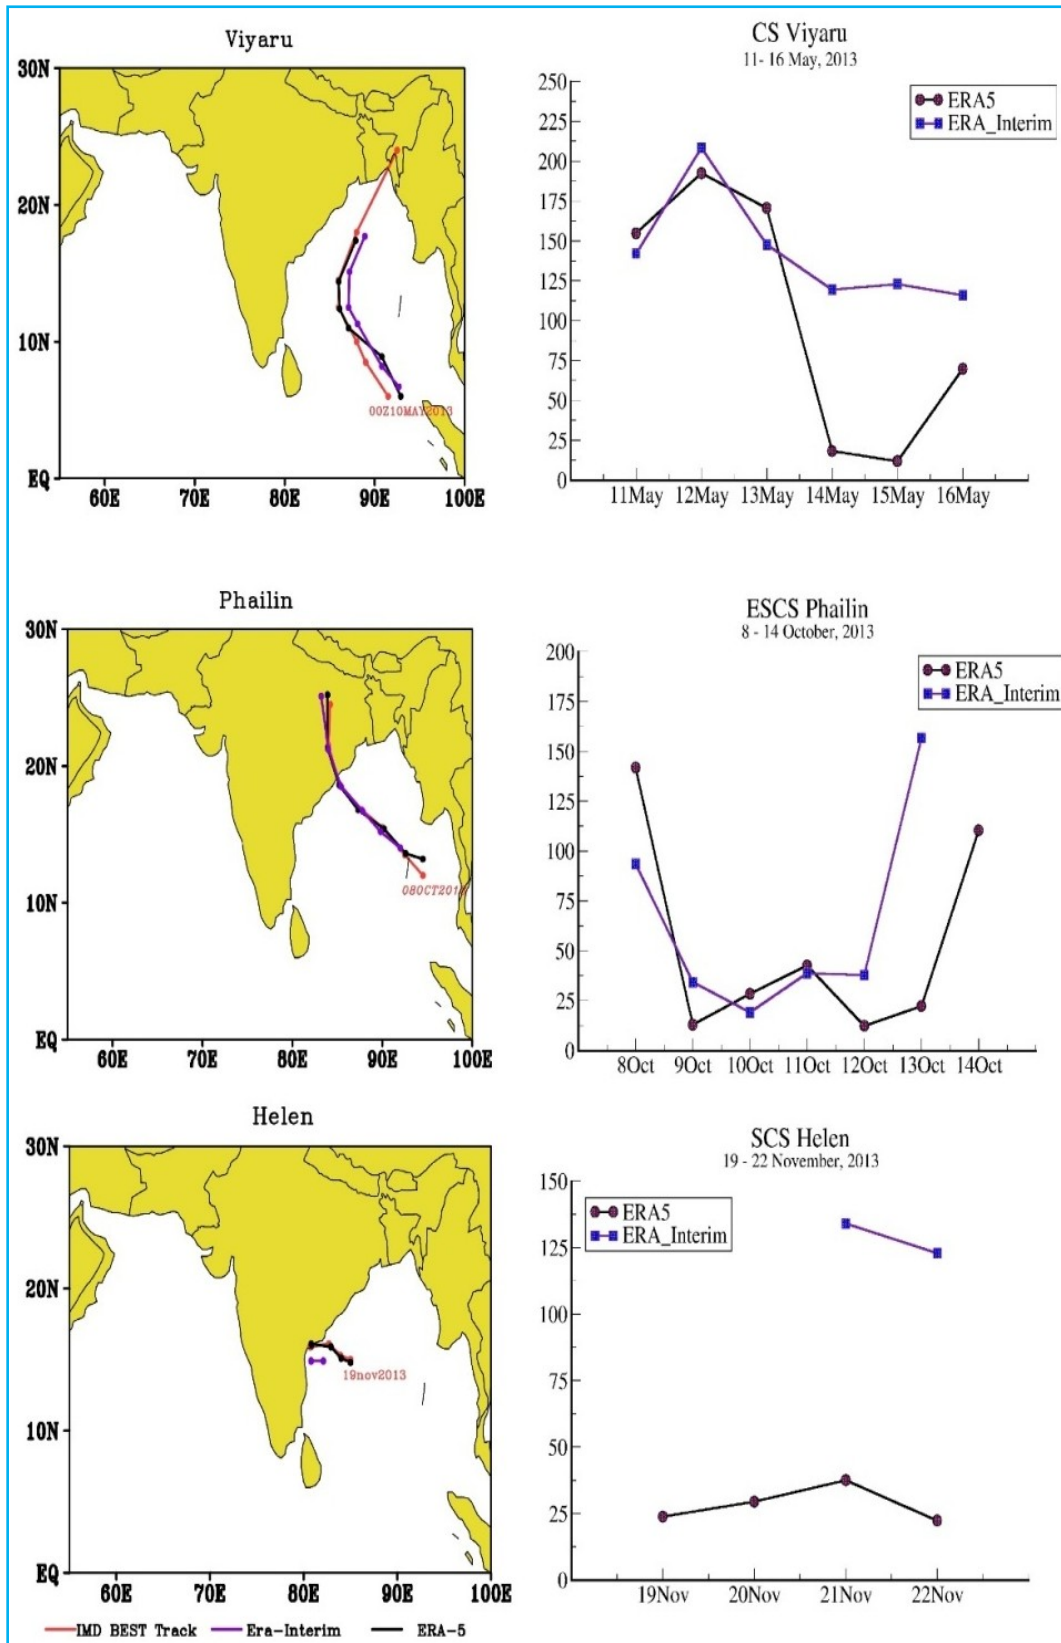 Viyaru
30N
20N
10N
EQ
60E 70E 80E 90E 100E
00Z10MAY2013
CS Viyaru
11- 16 May, 2013
ERA5
ERA_Interim
250
225
200
175
150
125
100
75
50
25
0
11May 12May 13May 14May 15May 16May
Phailin
30N
20N
10N
EQ
60E 70E 80E 90E 100E
ESCS Phailin
8 - 14 October, 2013
ERA5
ERA_Interim
200
175
150
125
100
75
50
25
0
8Oct 9Oct 10Oct 11Oct 12Oct 13Oct 14Oct
Helen
30N
20N
10N
EQ
60E 70E 80E 90E 100E
19nov2013
IMD BEST Track Era-Interim ERA-5
SCS Helen
19 - 22 November, 2013
ERA5
ERA_Interim
150
125
100
75
50
25
0
19Nov 20Nov 21Nov 22Nov